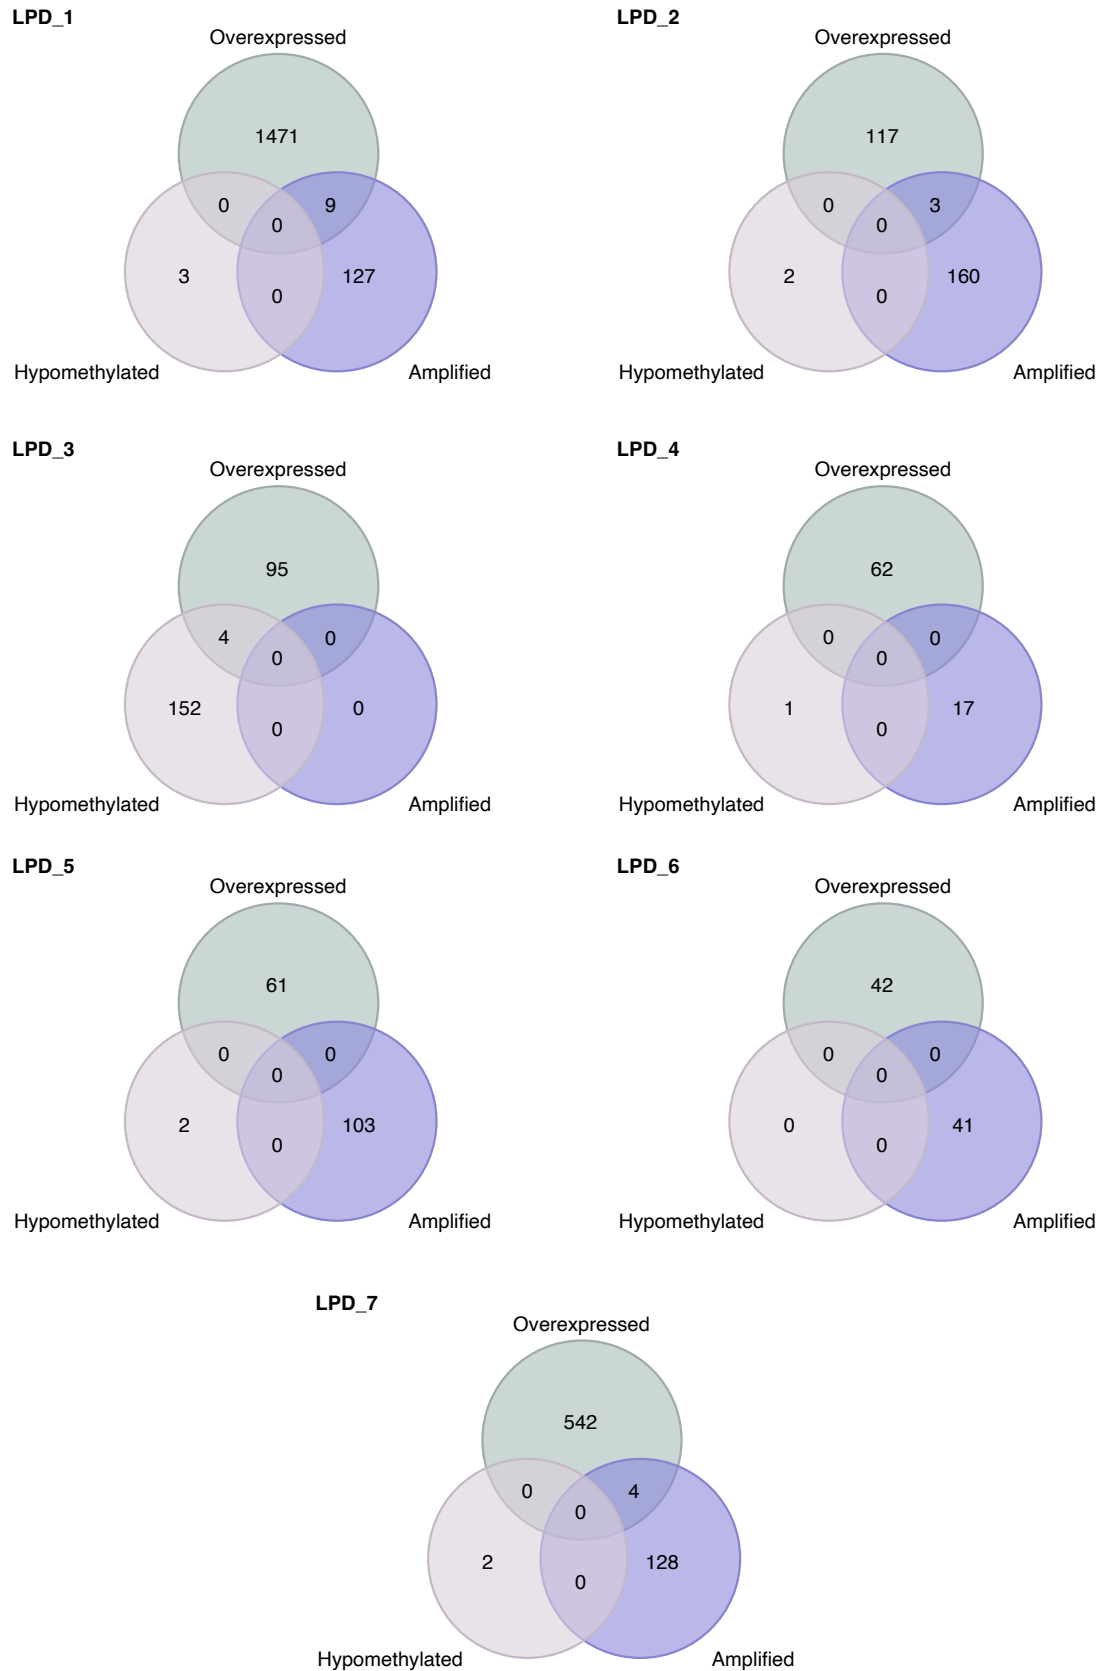 LPD_1
Overexpressed
1471
0
9
0
3
127
0
Hypomethylated
Amplified
LPD_2
Overexpressed
117
0
3
0
2
160
0
Hypomethylated
Amplified
LPD_3
Overexpressed
95
4
0
0
152
0
0
Hypomethylated
Amplified
LPD_4
Overexpressed
62
0
0
0
1
17
0
Hypomethylated
Amplified
LPD_5
Overexpressed
61
0
0
0
2
103
0
Hypomethylated
Amplified
LPD_6
Overexpressed
42
0
0
0
0
41
0
Hypomethylated
Amplified
LPD_7
Overexpressed
542
0
4
0
2
128
0
Hypomethylated
Amplified